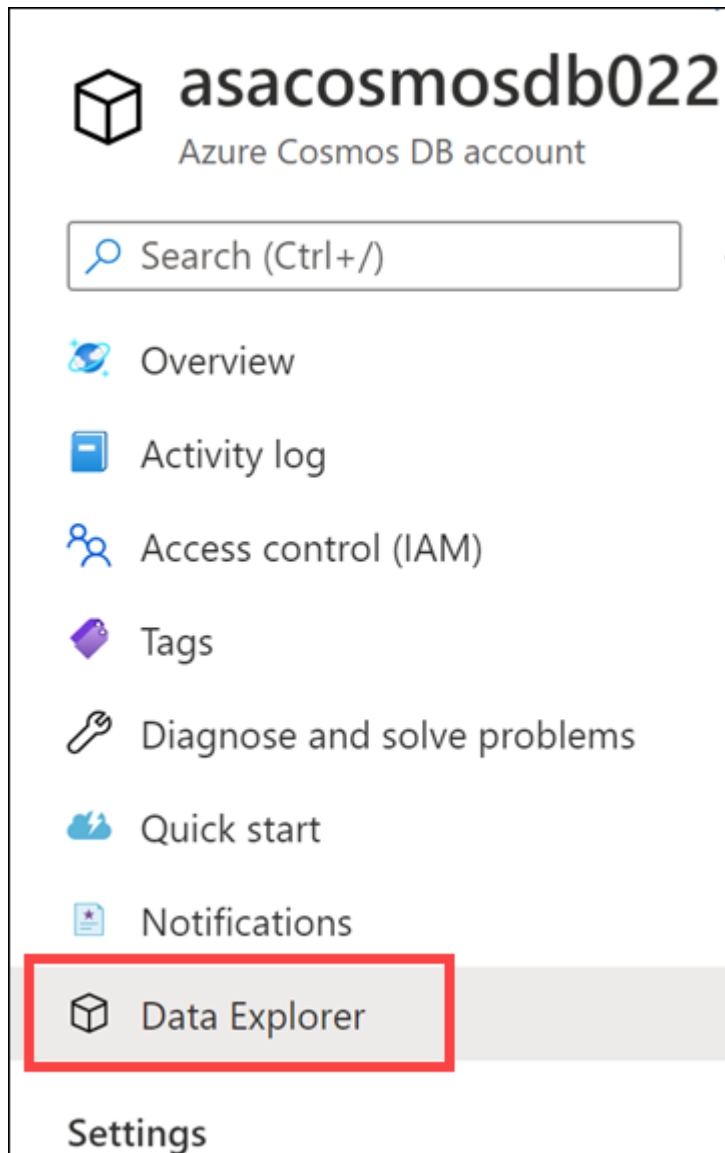 asacosmosdb022
Azure Cosmos DB account
Search (Ctrl+/)
Overview
Activity log
Access control (IAM)
Tags
Diagnose and solve problems
Quick start
Notifications
Data Explorer
Settings